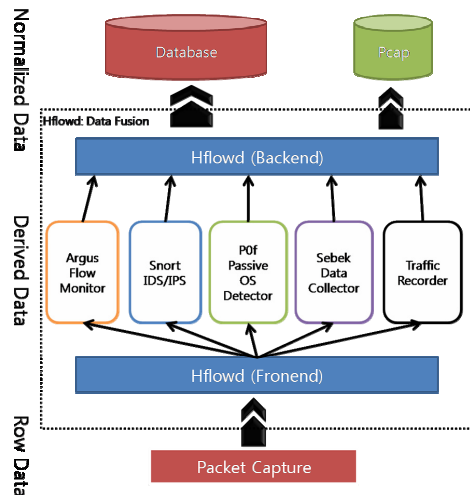 Normalized Data
Database
Pcap
Hflowd: Data Fusion
Hflowd (Backend)
Derived Data
Argus
Flow
Monitor
Snort
IDS/IPS
P0f
Passive
OS
Detector
Sebek
Data
Collector
Traffic
Recorder
Hflowd (Fronend)
Row Data
Packet Capture